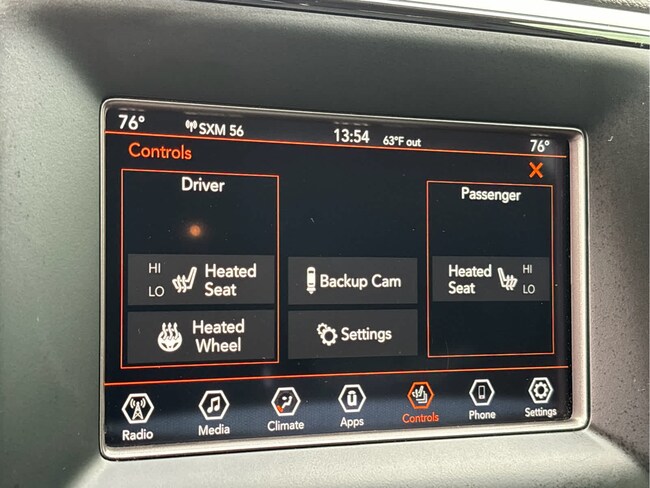 76° SXM 56 13:54 63°F out 76°
Controls X
Driver
Passenger
HI
LO
Heated
Seat
Backup Cam
Heated
Seat
HI
LO
Heated
Wheel
Settings
Radio Media Climate Apps Controls Phone Settings